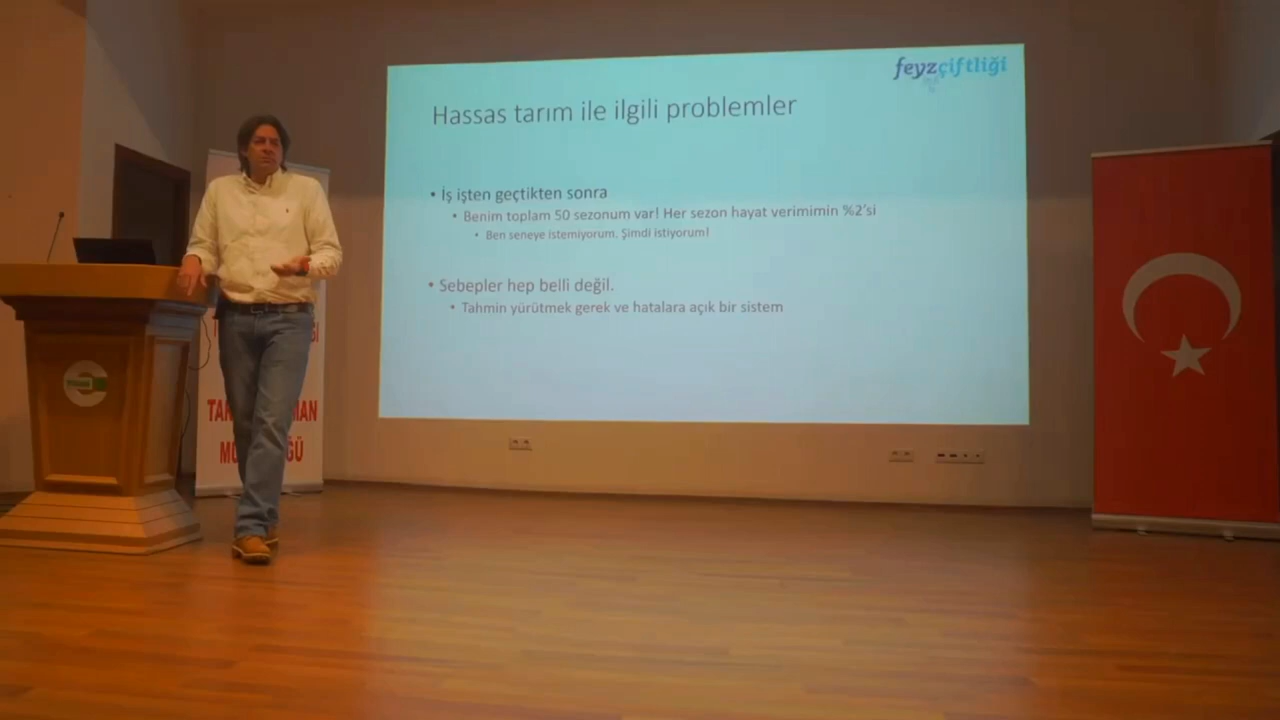 feyzçiftliği
Hassas tarım ile ilgili problemler
• İş işten geçtikten sonra
• Benim toplam 50 sezonum var! Her sezon hayat verimimin %2'si
• Ben seneye istemiyorum. Şimdi istiyorum!
• Sebepler hep belli değil.
• Tahmin yürütmek gerek ve hatalara açık bir sistem